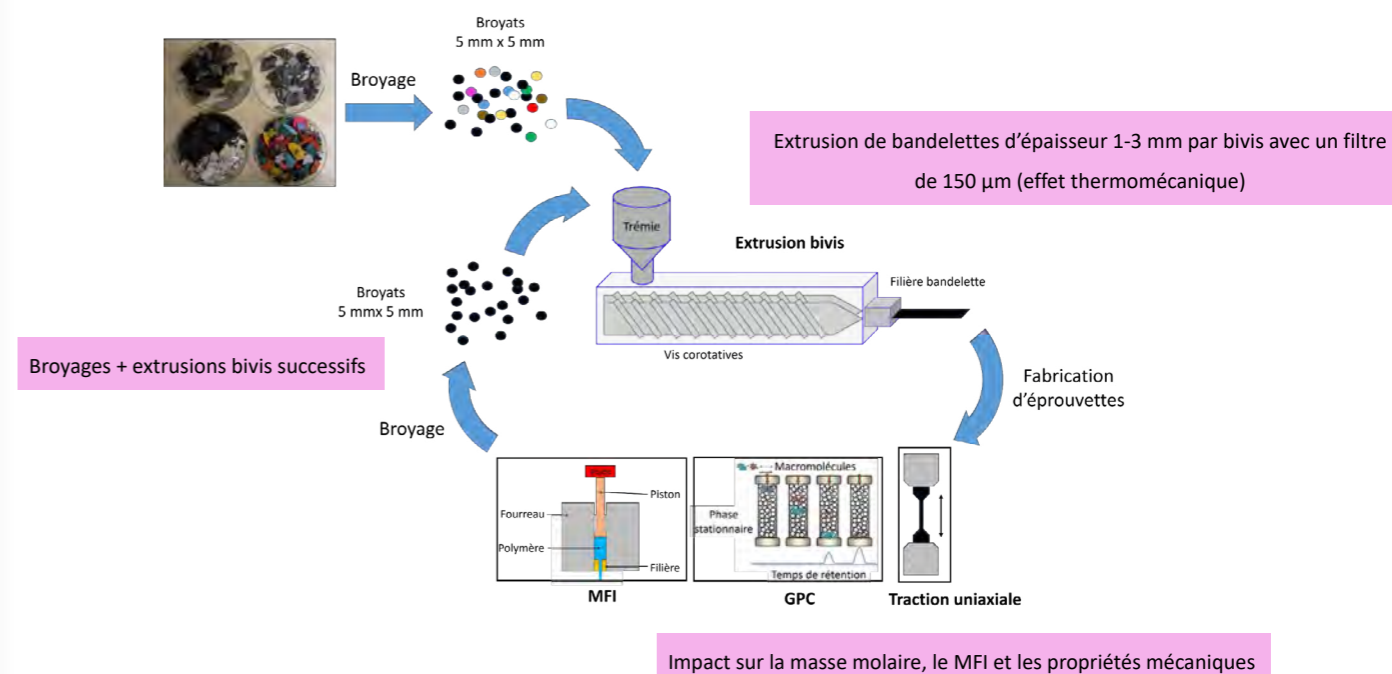 Broyats
5 mm x 5 mm
Broyage
Extrusion de bandelettes d'épaisseur 1-3 mm par bivis avec un filtre
de 150 µm (effet thermomécanique)
Trémie
Extrusion bivis
Filière bandelette
Vis corotatives
Broyats
5 mmx 5 mm
Broyages + extrusions bivis successifs
Broyage
Fabrication
d'éprouvettes
Piston
Fourreau
Polymère
Filière
MFI
Macromolécules
Phase
stationnaire
Temps de rétention
GPC
Traction uniaxiale
Impact sur la masse molaire, le MFI et les propriétés mécaniques